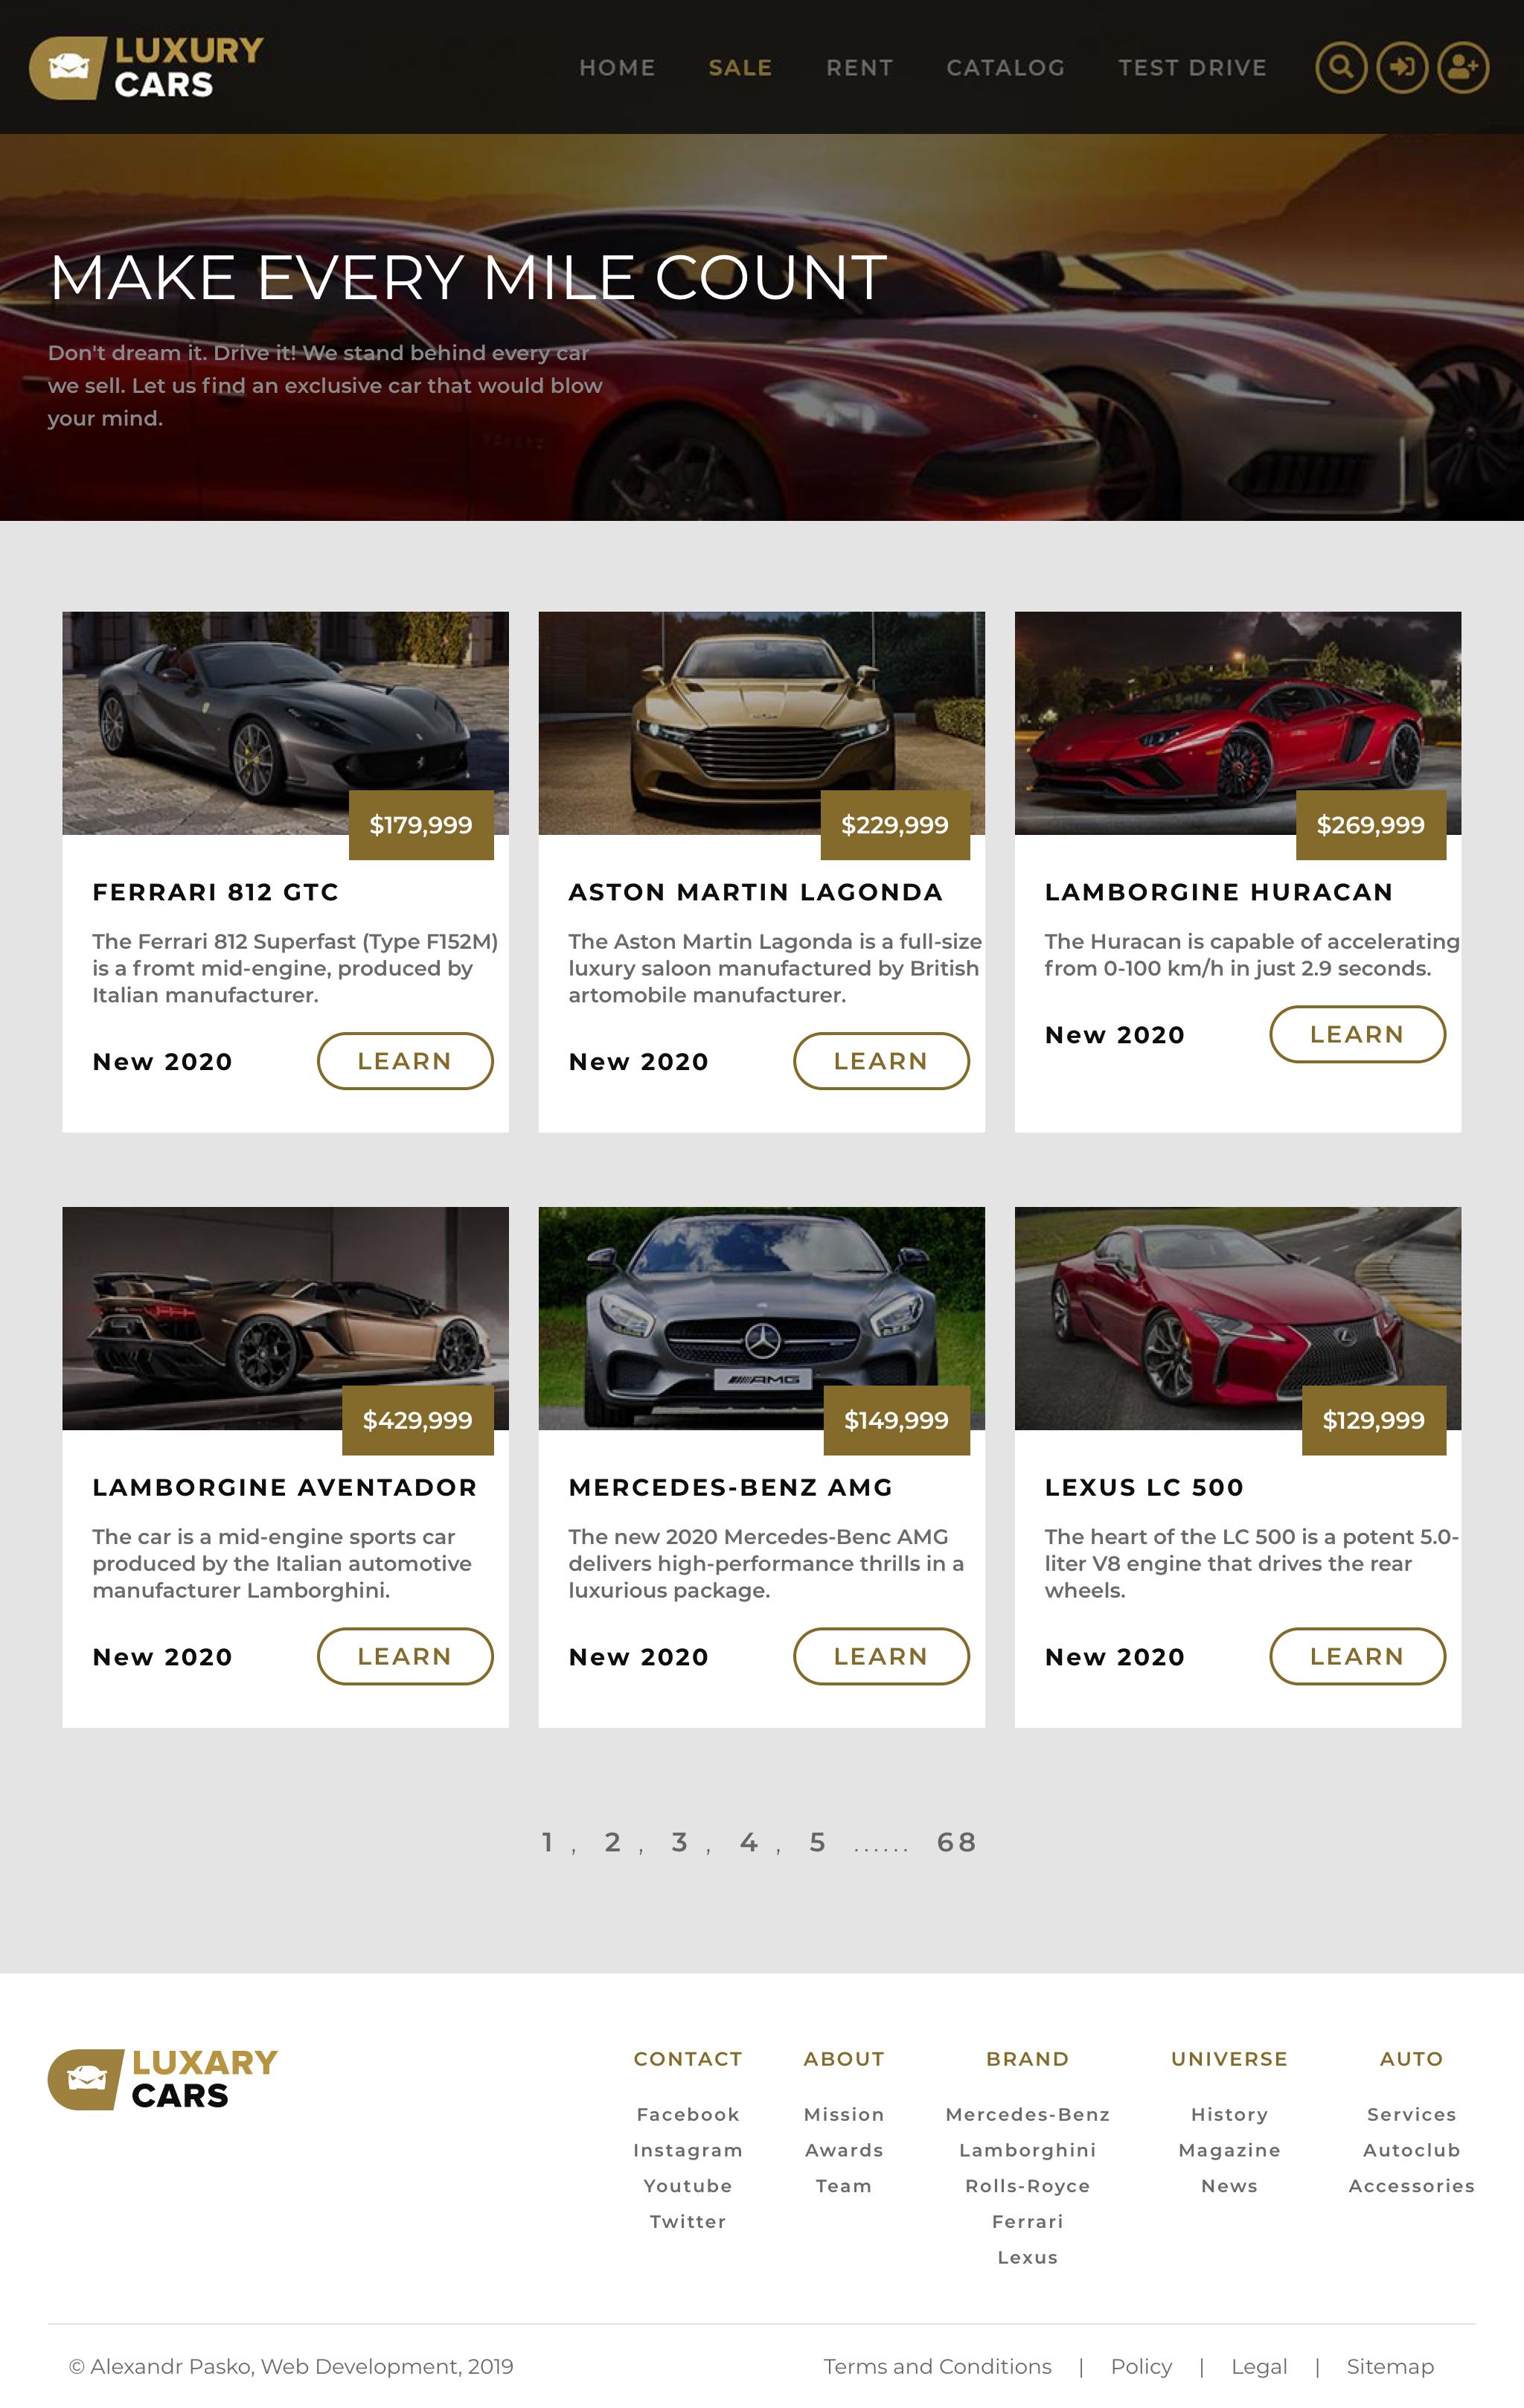 LUXURY
CARS
HOME SALE RENT CATALOG TEST DRIVE
MAKE EVERY MILE COUNT
Don't dream it. Drive it! We stand behind every car
we sell. Let us find an exclusive car that would blow
your mind.
$179,999
FERRARI 812 GTC
The Ferrari 812 Superfast (Type F152M)
is a fromt mid-engine, produced by
Italian manufacturer.
New 2020 LEARN
$229,999
ASTON MARTIN LAGONDA
The Aston Martin Lagonda is a full-size
luxury saloon manufactured by British
artomobile manufacturer.
New 2020 LEARN
$269,999
LAMBORGINE HURACAN
The Huracan is capable of accelerating
from 0-100 km/h in just 2.9 seconds.
New 2020 LEARN
$429,999
LAMBORGINE AVENTADOR
The car is a mid-engine sports car
produced by the Italian automotive
manufacturer Lamborghini.
New 2020 LEARN
AMG
$149,999
MERCEDES-BENZ AMG
The new 2020 Mercedes-Benc AMG
delivers high-performance thrills in a
luxurious package.
New 2020 LEARN
$129,999
LEXUS LC 500
The heart of the LC 500 is a potent 5.0-
liter V8 engine that drives the rear
wheels.
New 2020 LEARN
1 , 2 , 3 , 4 , 5 ...... 68
LUXARY
CARS
CONTACT
Facebook
Instagram
Youtube
Twitter
ABOUT
Mission
Awards
Team
BRAND
Mercedes-Benz
Lamborghini
Rolls-Royce
Ferrari
Lexus
UNIVERSE
History
Magazine
News
AUTO
Services
Autoclub
Accessories
© Alexandr Pasko, Web Development, 2019
Terms and Conditions | Policy | Legal | Sitemap